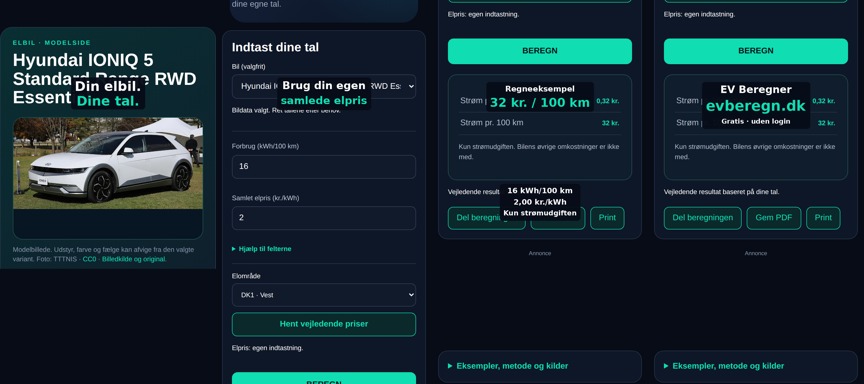 ELBIL · MODELSIDE
Hyundai IONIQ 5
Standard Range RWD
Essent
Din elbil.
Dine tal.
Modelbillede. Udstyr, farve og fælge kan afvige fra den valgte
variant. Foto: TTTNIS · CC0 · Billedkilde og original.
dine egne tal.
Indtast dine tal
Bil (valgfrit)
Hyundai RWD Es
Brug din egen
samlede elpris
Bildata valgt. Ret tallene efter behov.
Forbrug (kWh/100 km)
16
Samlet elpris (kr./kWh)
2
▸ Hjælp til felterne
Elområde
DK1 · Vest
Hent vejledende priser
Elpris: egen indtastning.
BEREGN
Elpris: egen indtastning.
BEREGN
Regneeksempel
32 kr. / 100 km
Strøm 0,32 kr.
Strøm pr. 100 km 32 kr.
Kun strømudgiften. Bilens øvrige omkostninger er ikke
med.
Vejledende
16 kWh/100 km
2,00 kr./kWh
Kun strømudgiften
Del beregningen Print
Annonce
▸ Eksempler, metode og kilder
Elpris: egen indtastning.
BEREGN
EV Beregner
evberegn.dk
Gratis · uden login
Strøm 0,32 kr.
Strøm 32 kr.
Kun strømudgiften. Bilens øvrige omkostninger er ikke
med.
Vejledende resultat baseret på dine tal.
Del beregningen Gem PDF Print
Annonce
▸ Eksempler, metode og kilder